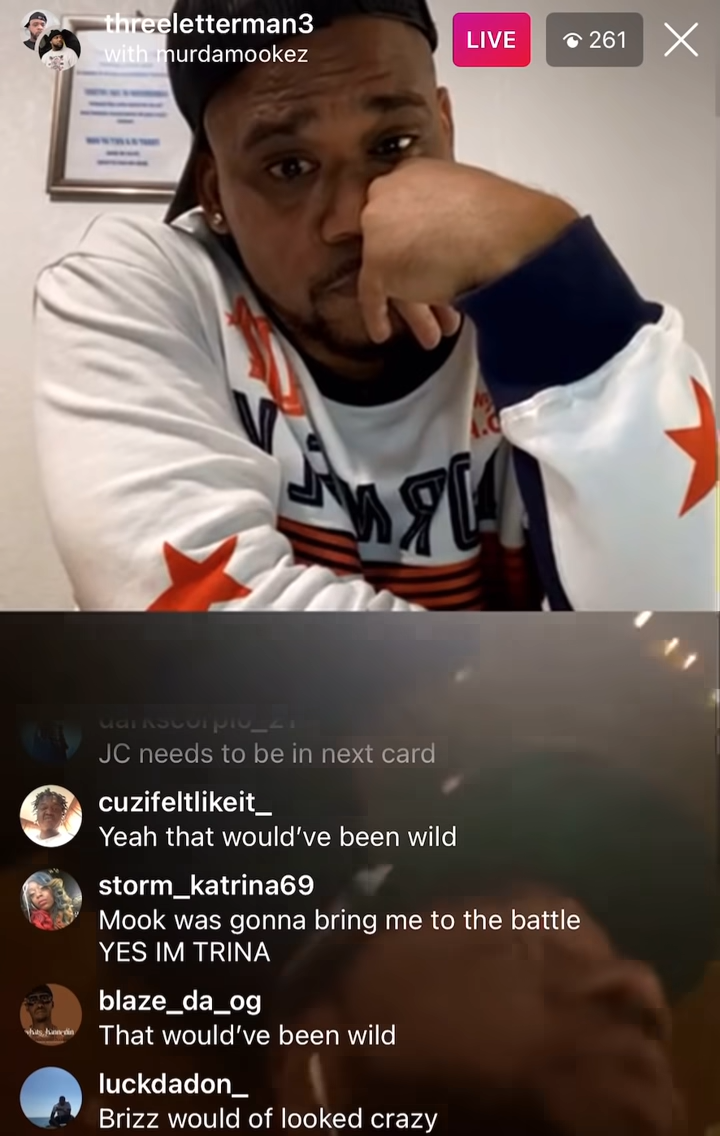 threeletterman3
with murdamookez
LIVE
261
darkscorpio_21
JC needs to be in next card
cuzifeltlikeit_
Yeah that would've been wild
storm_katrina69
Mook was gonna bring me to the battle
YES IM TRINA
blaze_da_og
That would've been wild
luckdadon_
Brizz would of looked crazy